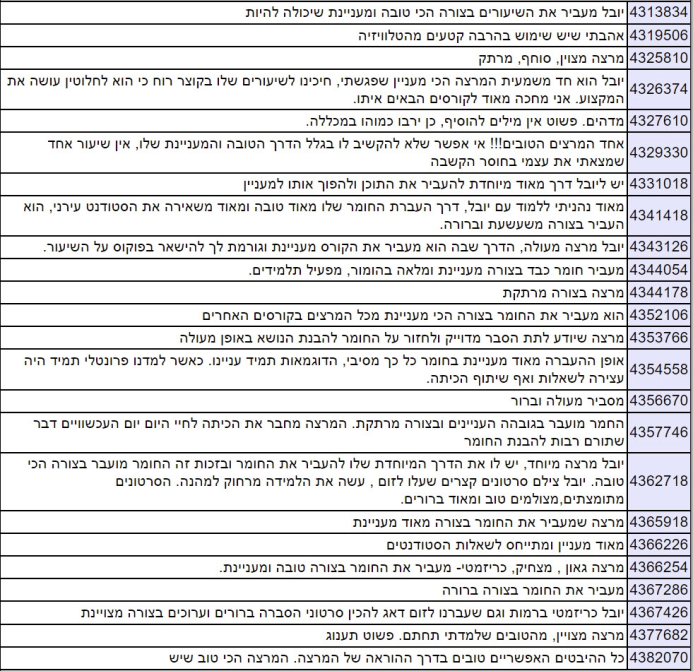 4313834 יובל מעביר את השיעורים בצורה הכי טובה ומעניינת שיכולה להיות
4319506 אהבתי שיש שימוש בהרבה קטעים מהטלוויזיה
4325810 מרצה מצוין, סוחף, מרתק
4326374 יובל הוא חד משמעית המרצה הכי מעניין שפגשתי, חיכינו לשיעורים שלו בקוצר רוח כי הוא לחלוטין עושה את
המקצוע. אני מחכה מאוד לקורסים הבאים איתו.
4327610 מדהים. פשוט אין מילים להוסיף, כן ירבו כמוהו במכללה.
4329330 אחד המרצים הטובים!!! אי אפשר שלא להקשיב לו בגלל הדרך הטובה והמעניינת שלו, אין שיעור אחד
שמצאתי את עצמי בחוסר הקשבה
4331018 יש ליובל דרך מאוד מיוחדת להעביר את התוכן ולהפוך אותו למעניין
4341418 מאוד נהניתי ללמוד עם יובל, דרך העברת החומר שלו מאוד טובה ומאוד משאירה את הסטודנט עירני, הוא
העביר בצורה משעשעת וברורה.
4343126 יובל מרצה מעולה, הדרך שבה הוא מעביר את הקורס מעניינת וגורמת לך להישאר בפוקוס על השיעור.
4344054 מעביר חומר כבד בצורה מעניינת ומלאה בהומור, מפעיל תלמידים.
4344178 מרצה בצורה מרתקת
4352106 הוא מעביר את החומר בצורה הכי מעניינת מכל המרצים בקורסים האחרים
4353766 מרצה שיודע לתת הסבר מדוייק ולחזור על החומר להבנת הנושא באופן מעולה
4354558 אופן ההעברה מאוד מעניינת בחומר כל כך מסיבי, הדוגמאות תמיד עניינו. כאשר למדנו פרונטלי תמיד היה
עצירה לשאלות ואף שיתוף הכיתה.
4356670 מסביר מעולה וברור
4357746 החמר מועבר בגובהה העניינים ובצורה מרתקת. המרצה מחבר את הכיתה לחיי היום יום העכשוויים דבר
שתורם רבות להבנת החומר
4362718 יובל מרצה מיוחד, יש לו את הדרך המיוחדת שלו להעביר את החומר ובזכות זה החומר מועבר בצורה הכי
טובה. יובל צילם סרטונים קצרים שעלו לזום , עשה את הלמידה מרחוק למהנה. הסרטונים
מתומצתים,מצולמים טוב ומאוד ברורים.
4365918 מרצה שמעביר את החומר בצורה מאוד מעניינת
4366226 מאוד מעניין ומתייחס לשאלות הסטודנטים
4366254 מרצה גאון , מצחיק, כריזמטי- מעביר את החומר בצורה טובה ומעניינת.
4367286 מעביר את החומר בצורה ברורה
4367426 יובל כריזמטי ברמות וגם שעברנו לזום דאג להכין סרטוני הסברה ברורים וערוכים בצורה מצויינת
4377682 מרצה מצויין, מהטובים שלמדתי תחתם. פשוט תענוג
4382070 כל ההיבטים האפשריים טובים בדרך ההוראה של המרצה. המרצה הכי טוב שיש